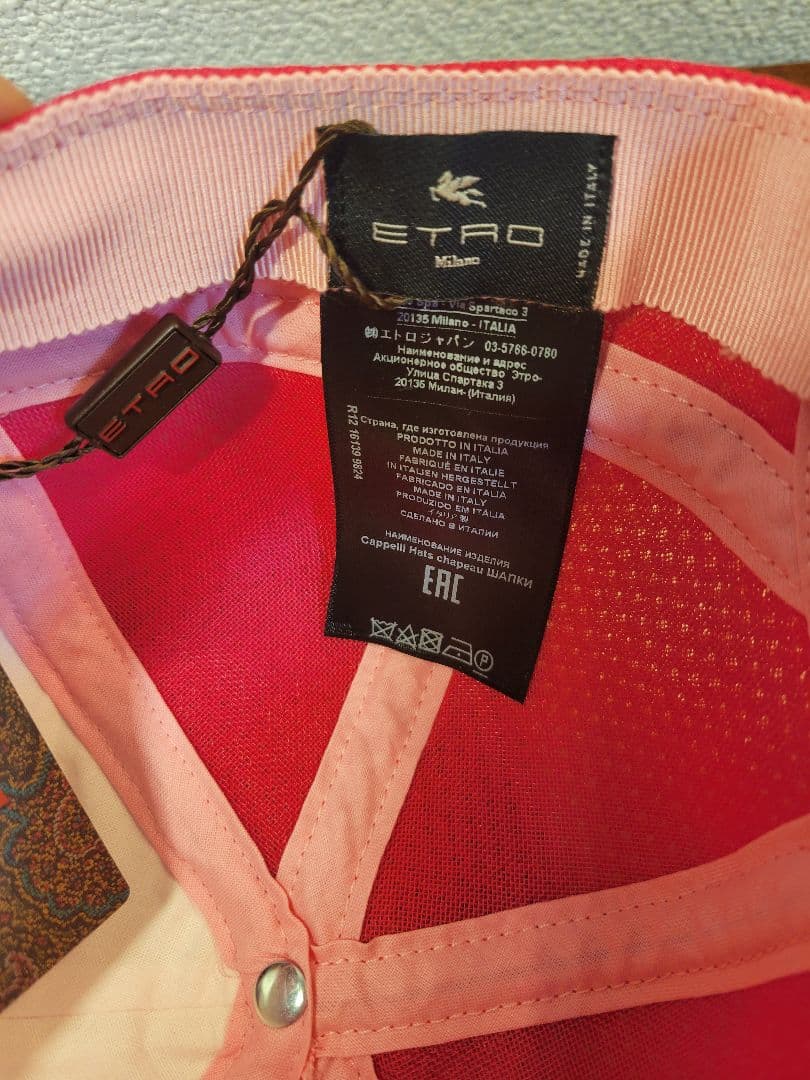 ETRO
Milano
MADE IN ITALY
ETRO
Spa - Via Spartaco 3
20135 Milano - ITALIA
㈱エトロジャパン 03-5766-0780
Наименование и адрес
Акционерное общество Этро-
Улица Спартака 3
20135 Милан-(Италия)
R12 16139 9824
Страна, где изготовлена продукция
PRODOTTO IN ITALIA
MADE IN ITALY
FABRIQUÉ EN ITALIE
IN ITALIEN HERGESTELLT
FABRICADO EN ITALIA
MADE IN ITALY
PRODUZIDO EM ITALIA
イタリア製
СДЕЛАНО В ИТАЛИИ
НАИМЕНОВАНИЕ ИЗДЕЛИЯ
Cappelli Hats chapeau ШАПКИ
EAC
P